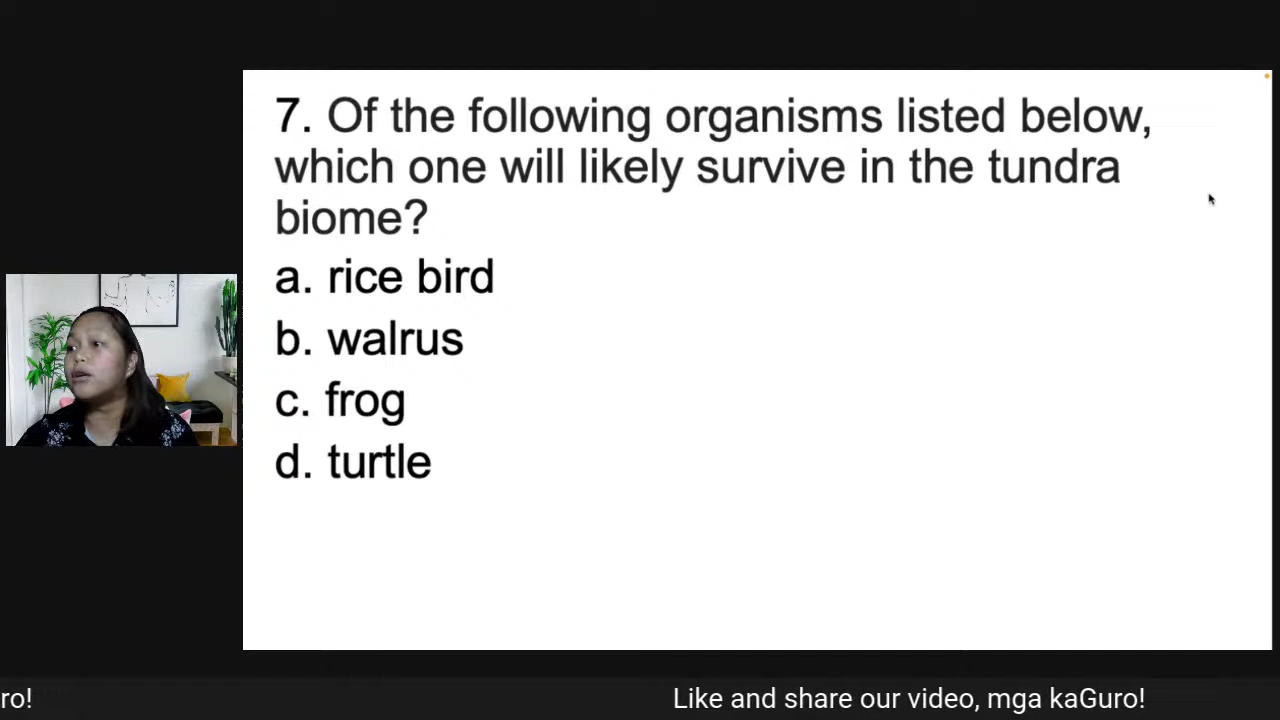 7. Of the following organisms listed below,
which one will likely survive in the tundra
biome?
a. rice bird
b. walrus
c. frog
d. turtle
ro!
Like and share our video, mga kaGuro!